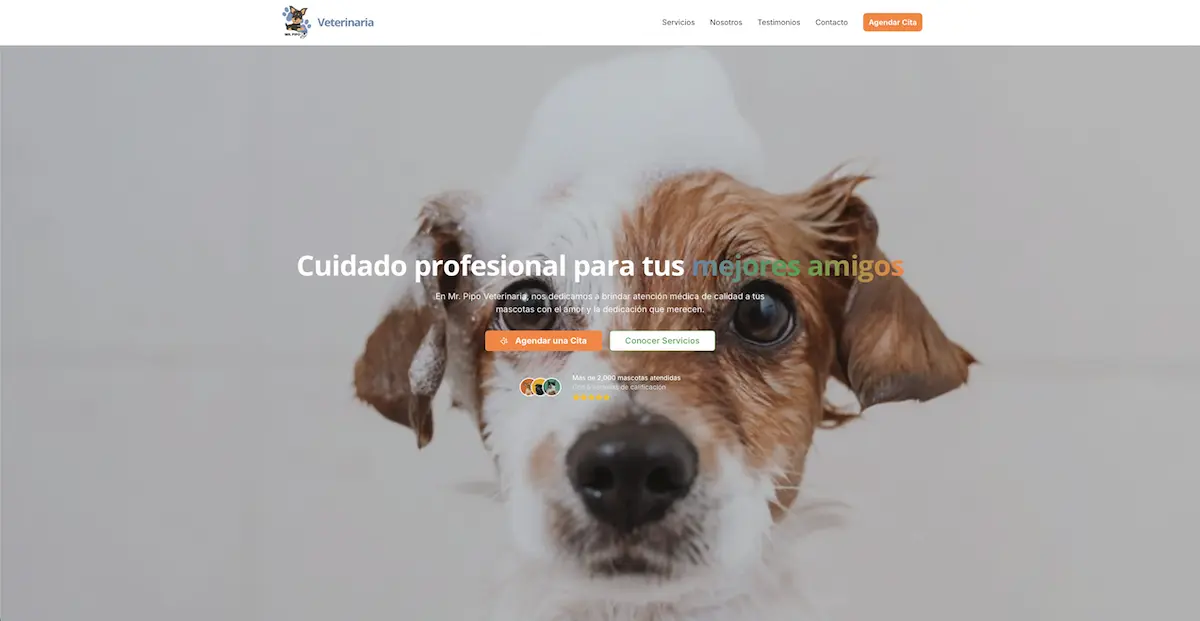 MR. PIPO
Veterinaria
Servicios
Nosotros
Testimonios
Contacto
Agendar Cita
Cuidado profesional para tus mejores amigos
En Mr. Pipo Veterinaria, nos dedicamos a brindar atención médica de calidad a tus
mascotas con el amor y la dedicación que merecen.
Agendar una Cita
Conocer Servicios
Más de 2,000 mascotas atendidas
Con 5 estrellas de calificación